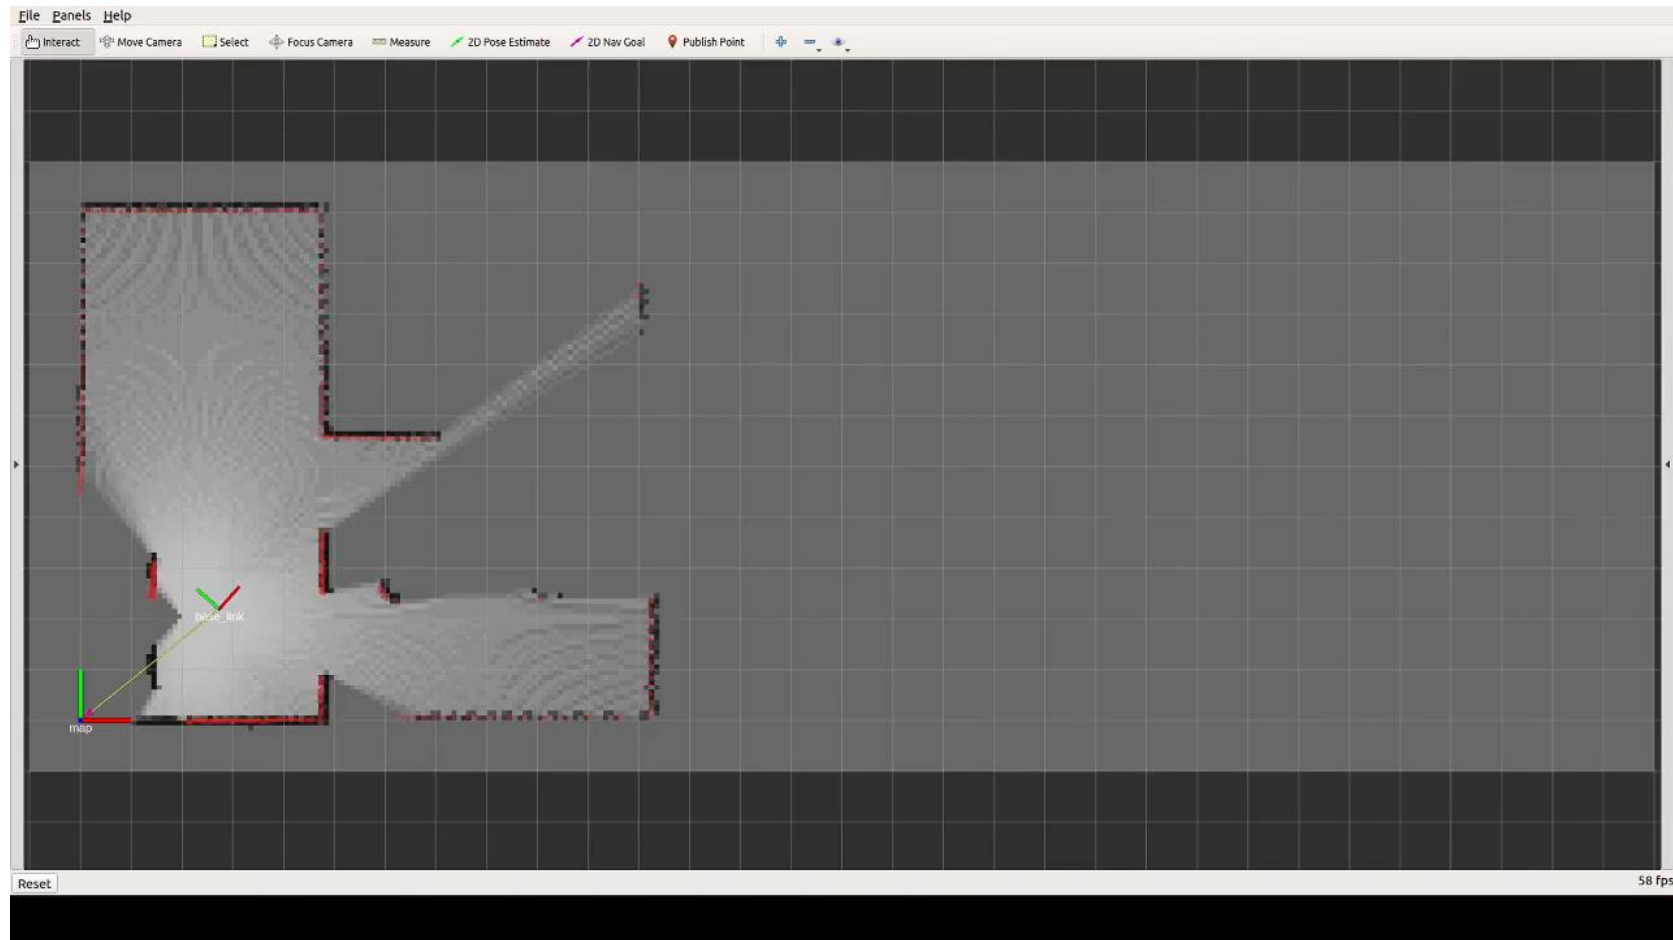 File Panels Help
Interact Move Camera Select Focus Camera Measure 2D Pose Estimate 2D Nav Goal Publish Point
base_link
map
Reset
58 fps